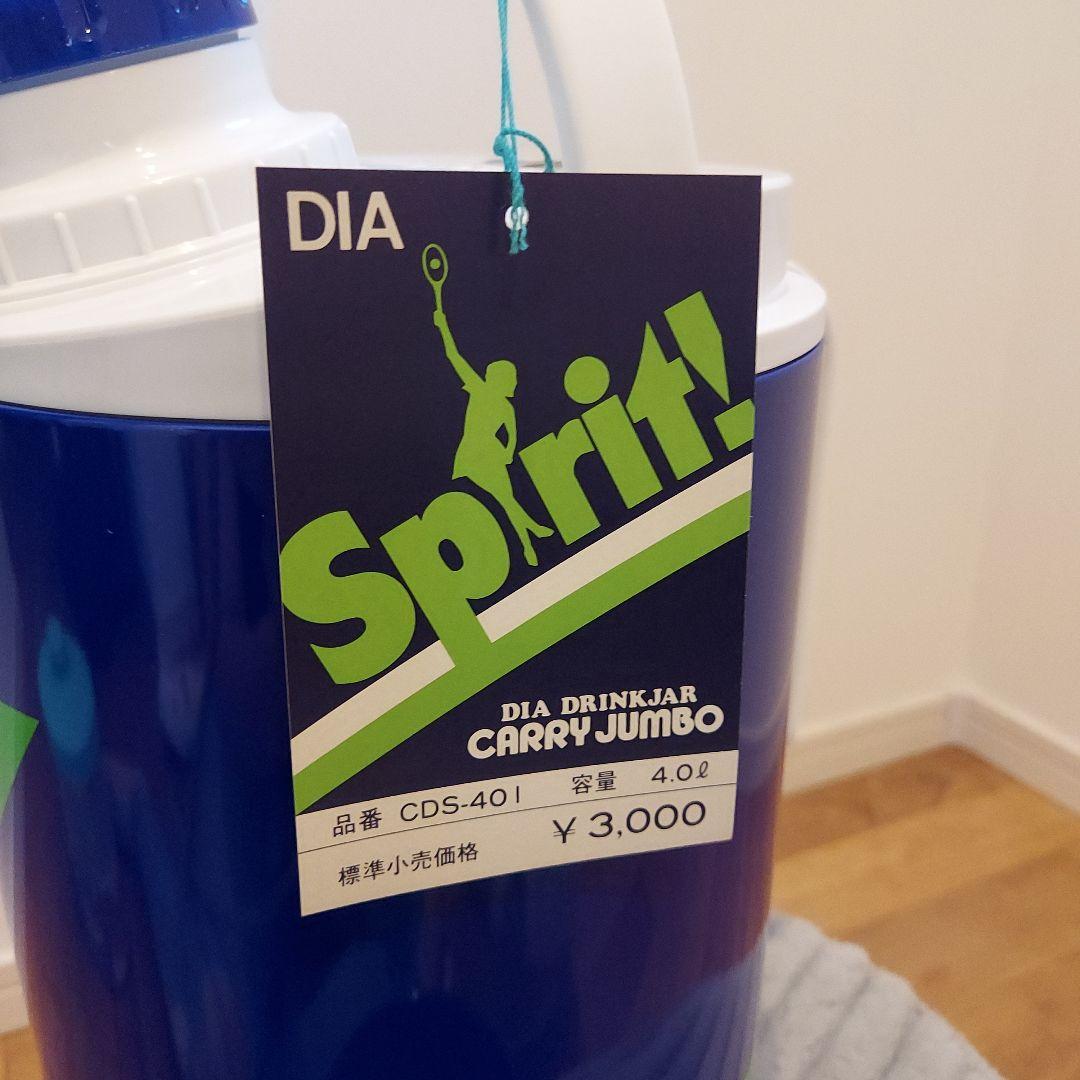 DIA
Spirit!
DIA DRINKJAR
CARRY JUMBO
品番 CDS-401 容量 4.0ℓ
標準小売価格 ¥3,000